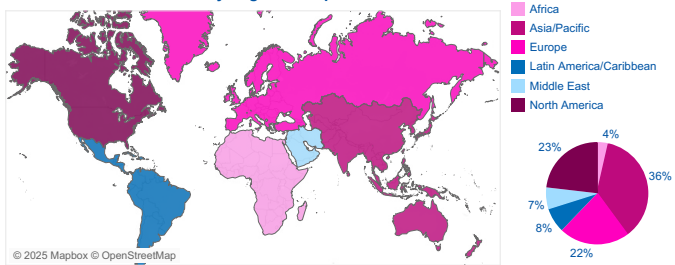 Africa
Asia/Pacific
Europe
Latin America/Caribbean
Middle East
North America
4%
23%
36%
7%
8%
22%
© 2025 Mapbox © OpenStreetMap